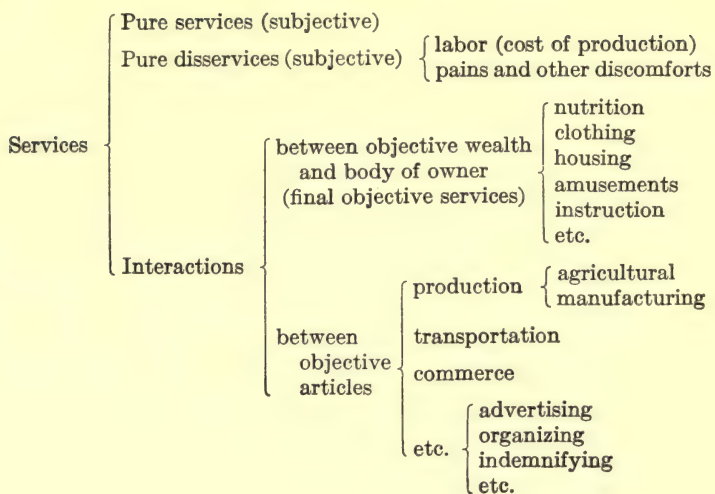 Pure services (subjective)
Pure disservices (subjective)
labor (cost of production)
pains and other discomforts
Services
Interactions
between objective wealth
and body of owner
(final objective services)
nutrition
clothing
housing
amusements
instruction
etc.
between
objective
articles
production
agricultural
manufacturing
transportation
commerce
etc.
advertising
organizing
indemnifying
etc.